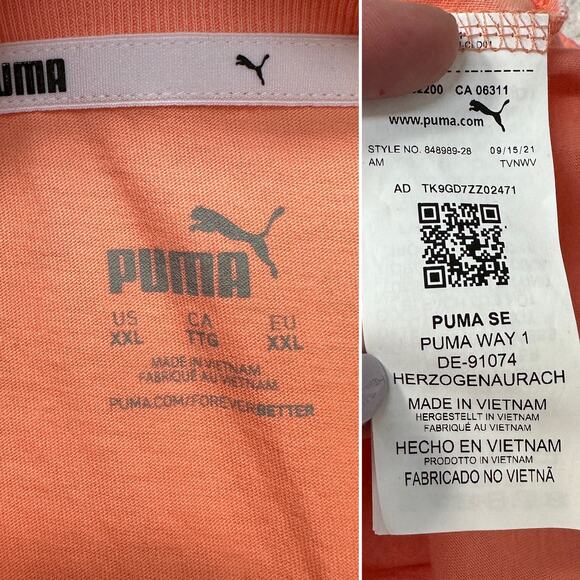 PUMA
PUMA
US CA EU
XXL TTG XXL
MADE IN VIETNAM
FABRIQUÉ AU VIETNAM
PUMA.COM/FOREVERBETTER
CA 06311
www.puma.com
STYLE NO. 848989-28 09/15/21
AM TVNWV
AD TK9GD7ZZ02471
PUMA SE
PUMA WAY 1
DE-91074
HERZOGENAURACH
MADE IN VIETNAM
HERGESTELLT IN VIETNAM
FABRIQUÉ AU VIETNAM
HECHO EN VIETNAM
PRODOTTO IN VIETNAM
FABRICADO NO VIETNÃ